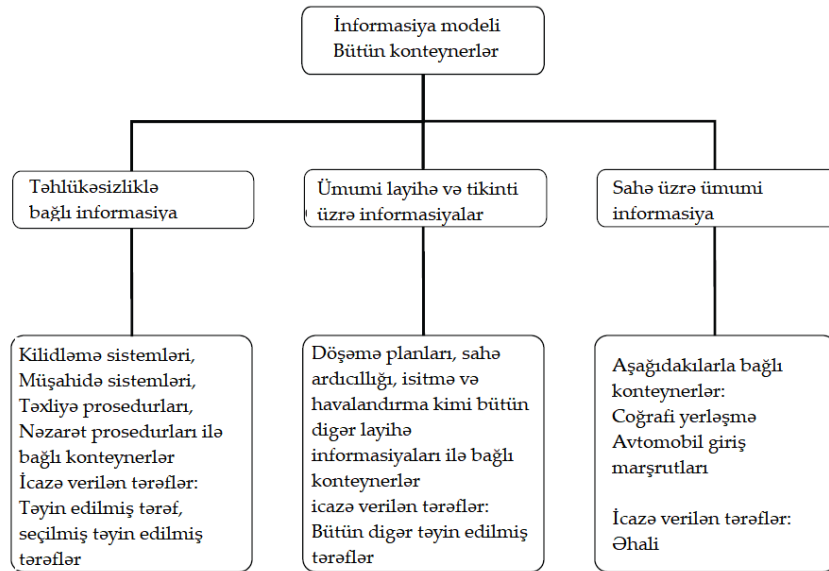 İnformasiya modeli
Bütün konteynerlər
Təhlükəsizliklə
bağlı informasiya
Ümumi layihə və tikinti
üzrə informasiyalar
Sahə üzrə ümumi
informasiya
Kilidləmə sistemləri,
Müşahidə sistemləri,
Təxliyə prosedurları,
Nəzarət prosedurları ilə
bağlı konteynerlər
İcazə verilən tərəflər:
Təyin edilmiş tərəf,
seçilmiş təyin edilmiş
tərəflər
Döşəmə planları, sahə
ardıcıllığı, isitmə və
havalandırma kimi bütün
digər layihə
informasiyaları ilə bağlı
konteynerlər
icazə verilən tərəflər:
Bütün digər təyin edilmiş
tərəflər
Aşağıdakılarla bağlı
konteynerlər:
Coğrafi yerləşmə
Avtomobil giriş
marşrutları
İcazə verilən tərəflər:
Əhali